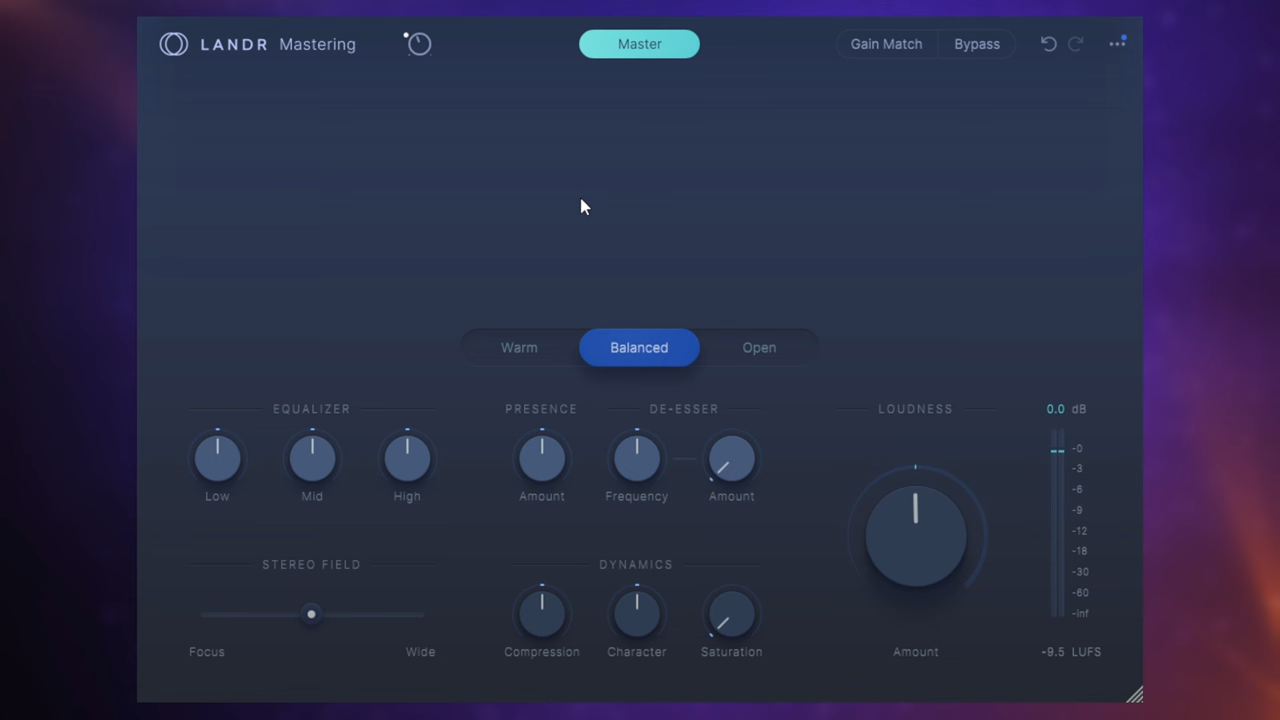 LANDR Mastering
Master
Gain Match
Bypass
Warm
Balanced
Open
EQUALIZER
Low
Mid
High
PRESENCE
Amount
DE-ESSER
Frequency
Amount
LOUDNESS
Amount
0.0 dB
-0
-3
-6
-9
-12
-18
-30
-60
-inf
-9.5 LUFS
STEREO FIELD
Focus
Wide
DYNAMICS
Compression
Character
Saturation